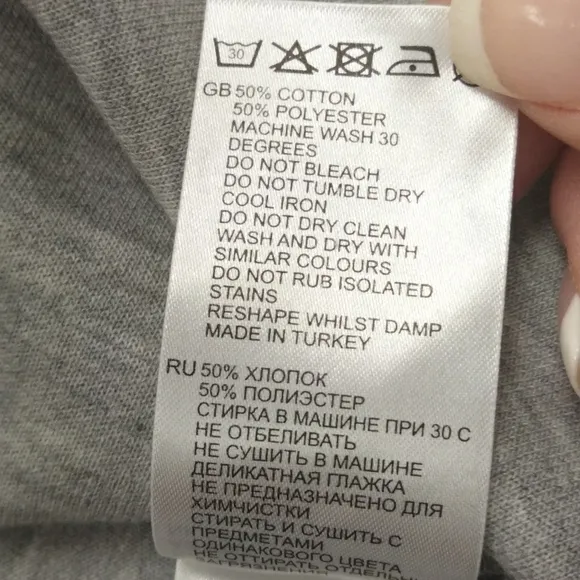 30
GB 50% COTTON
50% POLYESTER
MACHINE WASH 30
DEGREES
DO NOT BLEACH
DO NOT TUMBLE DRY
COOL IRON
DO NOT DRY CLEAN
WASH AND DRY WITH
SIMILAR COLOURS
DO NOT RUB ISOLATED
STAINS
RESHAPE WHILST DAMP
MADE IN TURKEY
RU 50% ХЛОПОК
50% ПОЛИЭСТЕР
СТИРКА В МАШИНЕ ПРИ 30 С
НЕ ОТБЕЛИВАТЬ
НЕ СУШИТЬ В МАШИНЕ
ДЕЛИКАТНАЯ ГЛАЖКА
НЕ ПРЕДНАЗНАЧЕНО ДЛЯ
ХИМЧИСТКИ
СТИРАТЬ И СУШИТЬ С
ПРЕДМЕТАМИ
ОДИНАКОВОГО ЦВЕТА
НЕ ОТТИРАТЬ